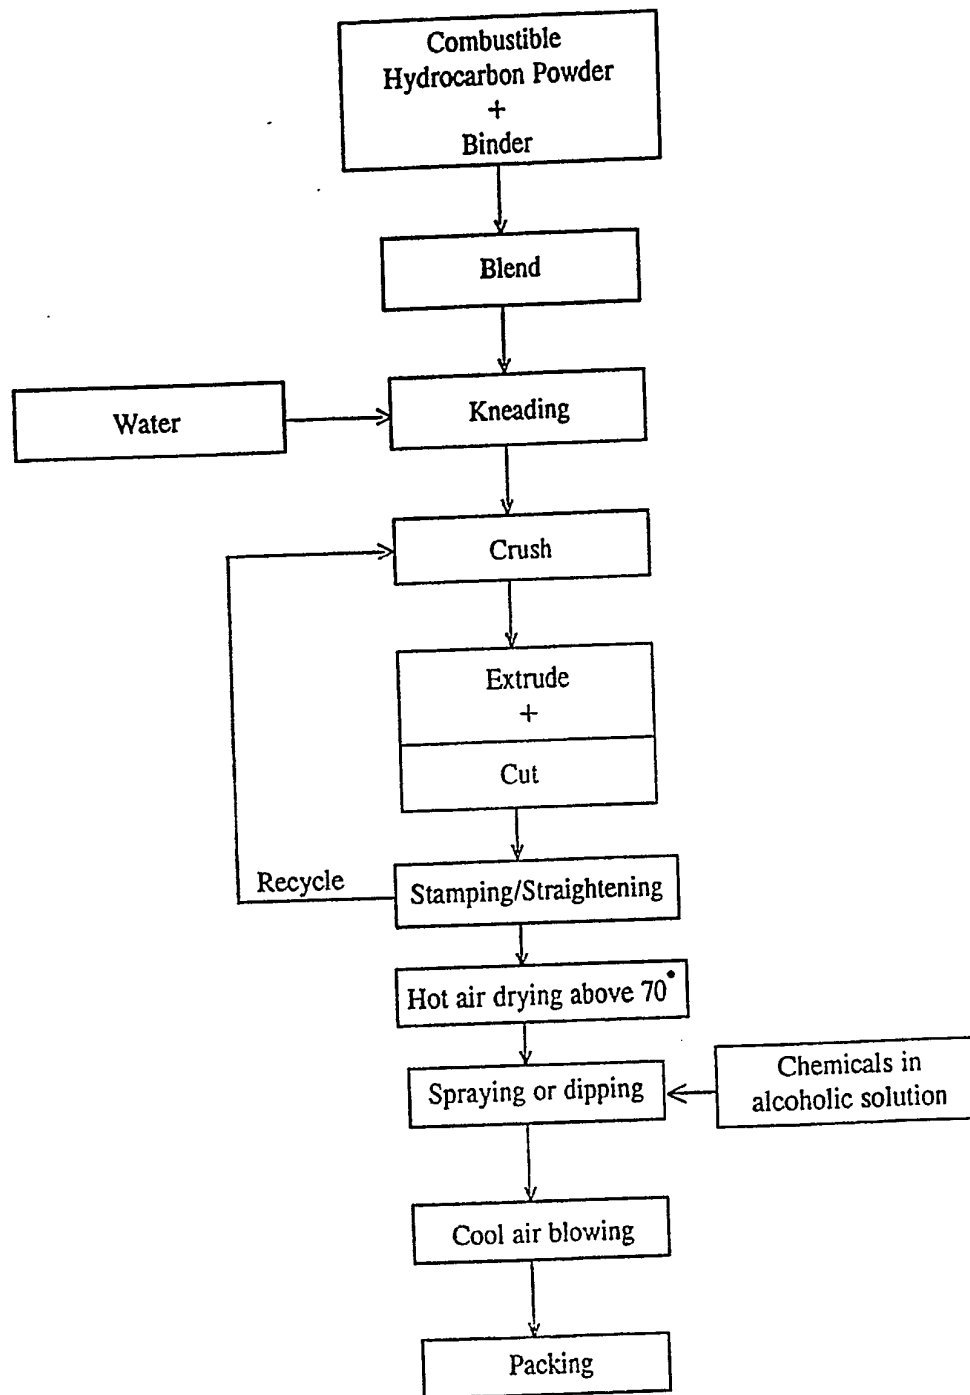 Combustible
Hydrocarbon Powder
+
Binder
Blend
Water
Kneading
Crush
Extrude
+
Cut
Recycle
Stamping/Straightening
Hot air drying above 70°
Chemicals in
alcoholic solution
Spraying or dipping
Cool air blowing
Packing